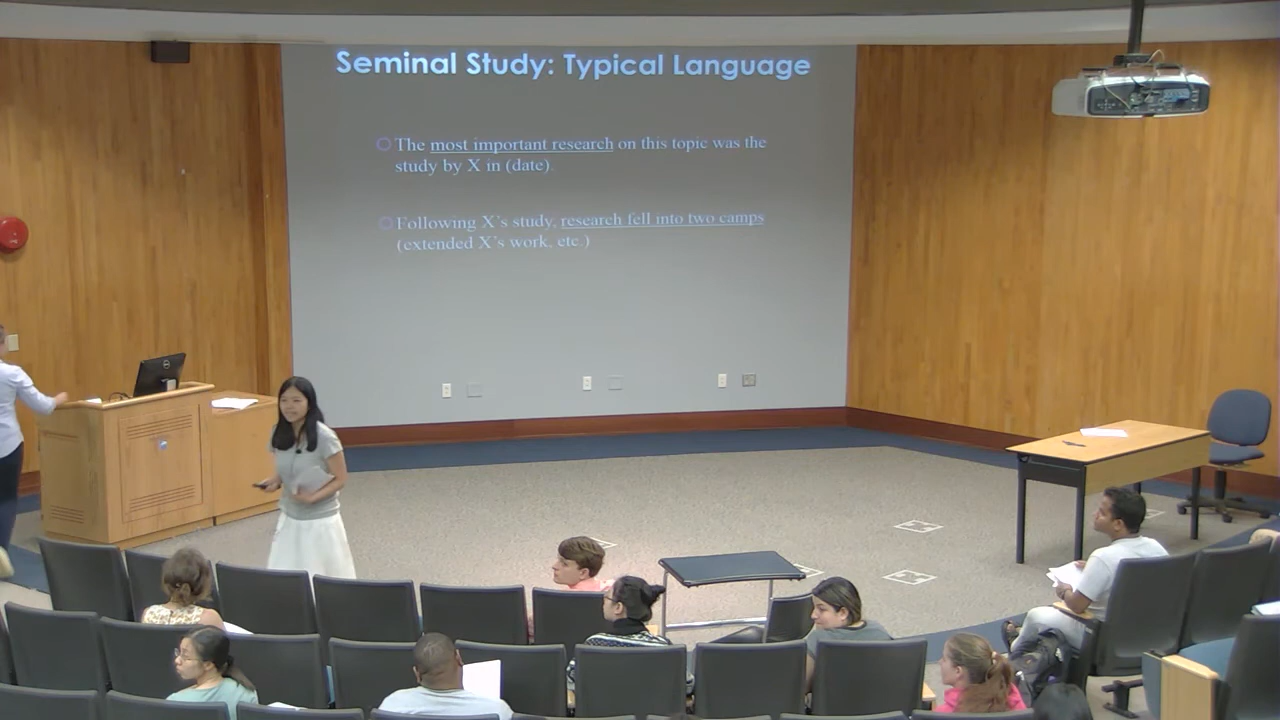 Seminal Study: Typical Language
The most important research on this topic was the
study by X in (date).
Following X's study, research fell into two camps
(extended X's work, etc.)